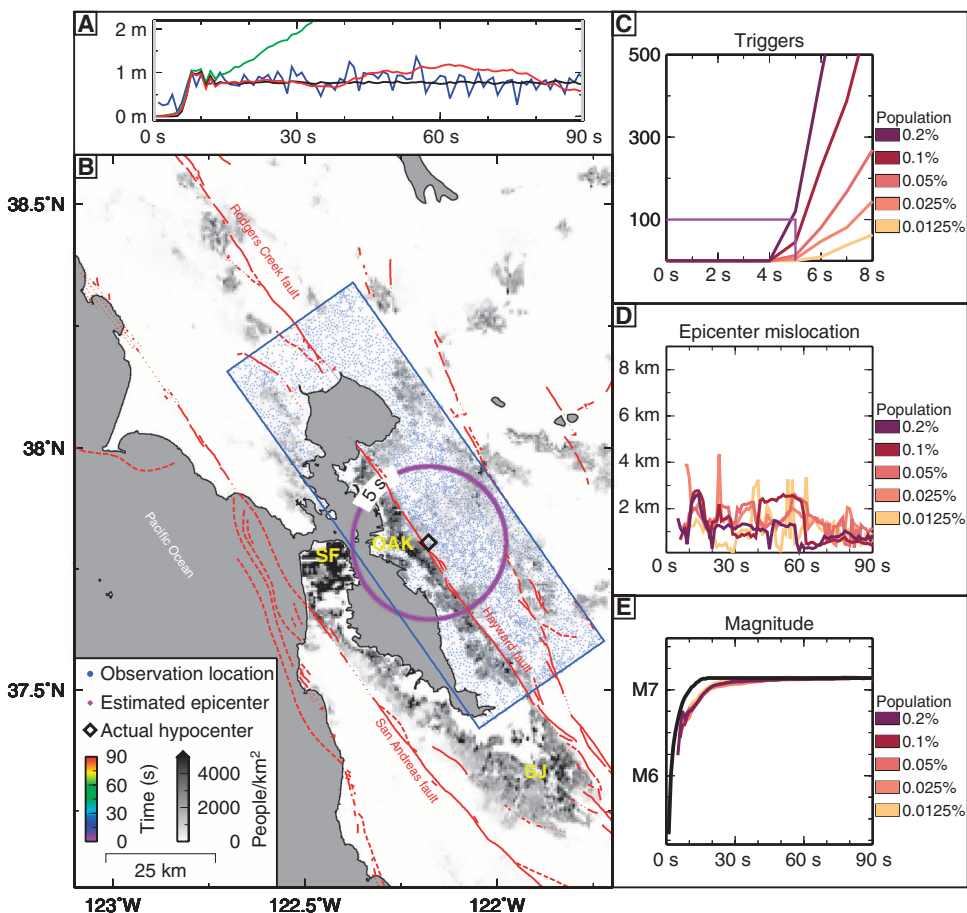 A
2 m
1 m
0 m
0 s
30 s
60 s
90 s
B
38.5°N
38°N
37.5°N
123°W
122.5°W
122°W
Rodgers Creek fault
5 s
OAK
SF
Pacific Ocean
Hayward fault
San Andreas fault
SJ
Observation location
Estimated epicenter
Actual hypocenter
90
60
30
0
Time (s)
4000
2000
0
People/km²
25 km
C
Triggers
500
300
100
0 s
2 s
4 s
6 s
8 s
Population
0.2%
0.1%
0.05%
0.025%
0.0125%
D
Epicenter mislocation
8 km
6 km
4 km
2 km
0 s
30 s
60 s
90 s
Population
0.2%
0.1%
0.05%
0.025%
0.0125%
E
Magnitude
M7
M6
0 s
30 s
60 s
90 s
Population
0.2%
0.1%
0.05%
0.025%
0.0125%